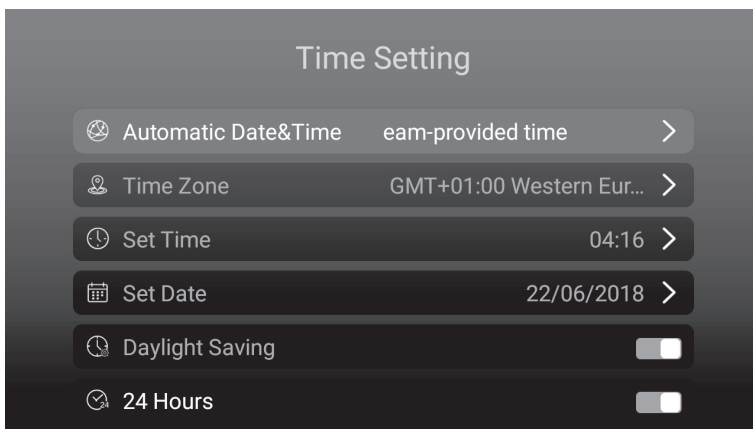 Time Setting
Automatic Date&Time eam-provided time
Time Zone GMT+01:00 Western Eur...
Set Time 04:16
Set Date 22/06/2018
Daylight Saving
24 Hours